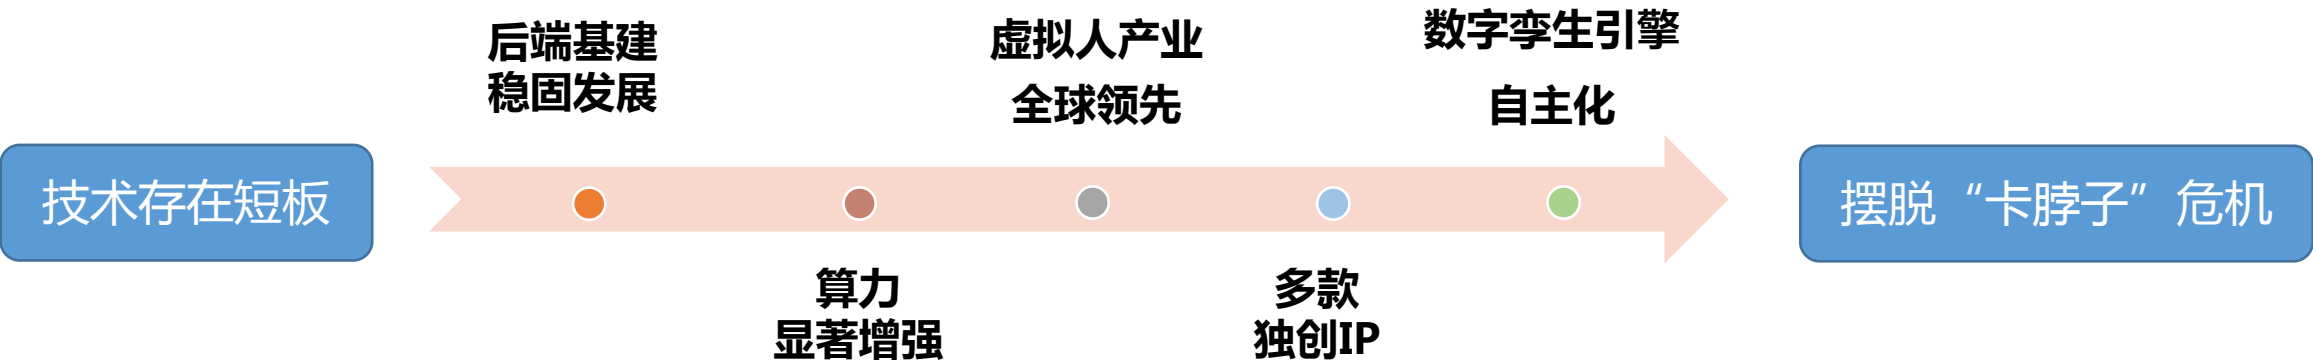 技术存在短板
后端基建
稳固发展
算力
显著增强
虚拟人产业
全球领先
多款
独创IP
数字孪生引擎
自主化
摆脱“卡脖子”危机